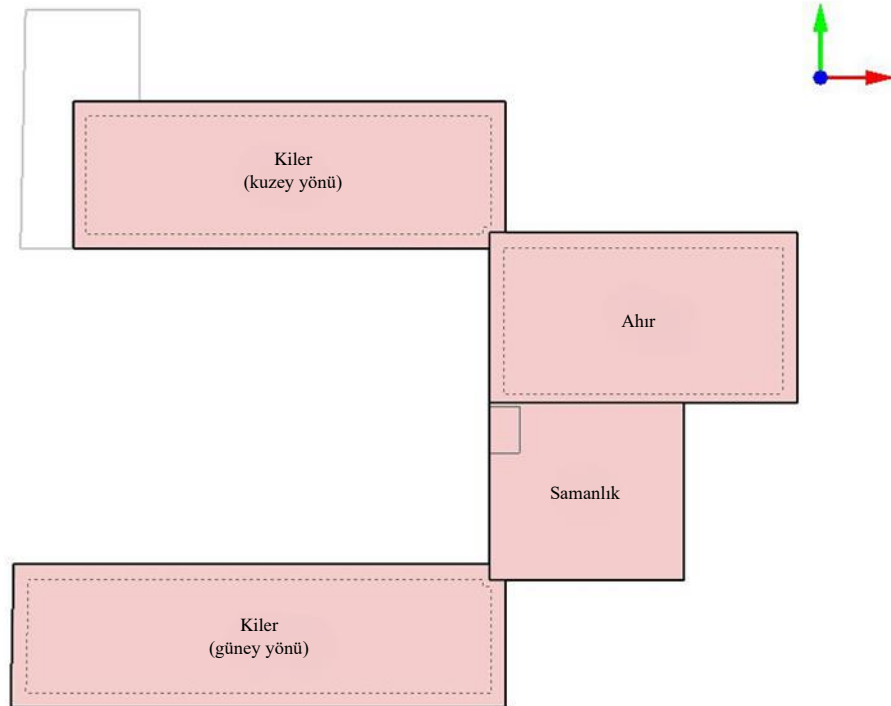 Kiler
(kuzey yönü)
Ahır
Samanlık
Kiler
(güney yönü)